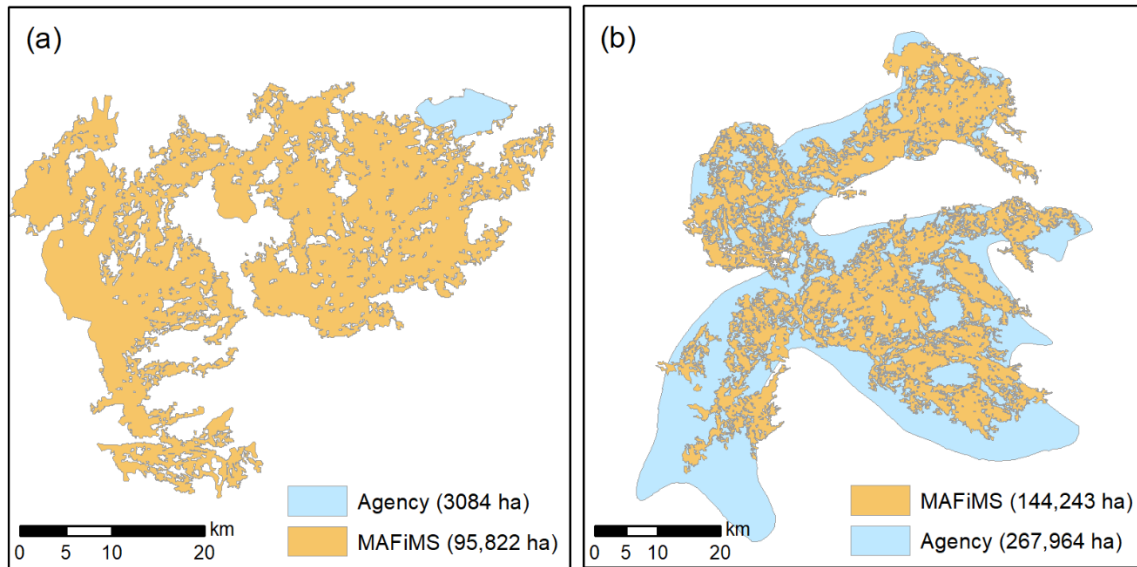 (a)
Agency (3084 ha)
MAFiMS (95,822 ha)
km
0 5 10 20
(b)
MAFiMS (144,243 ha)
Agency (267,964 ha)
km
0 5 10 20